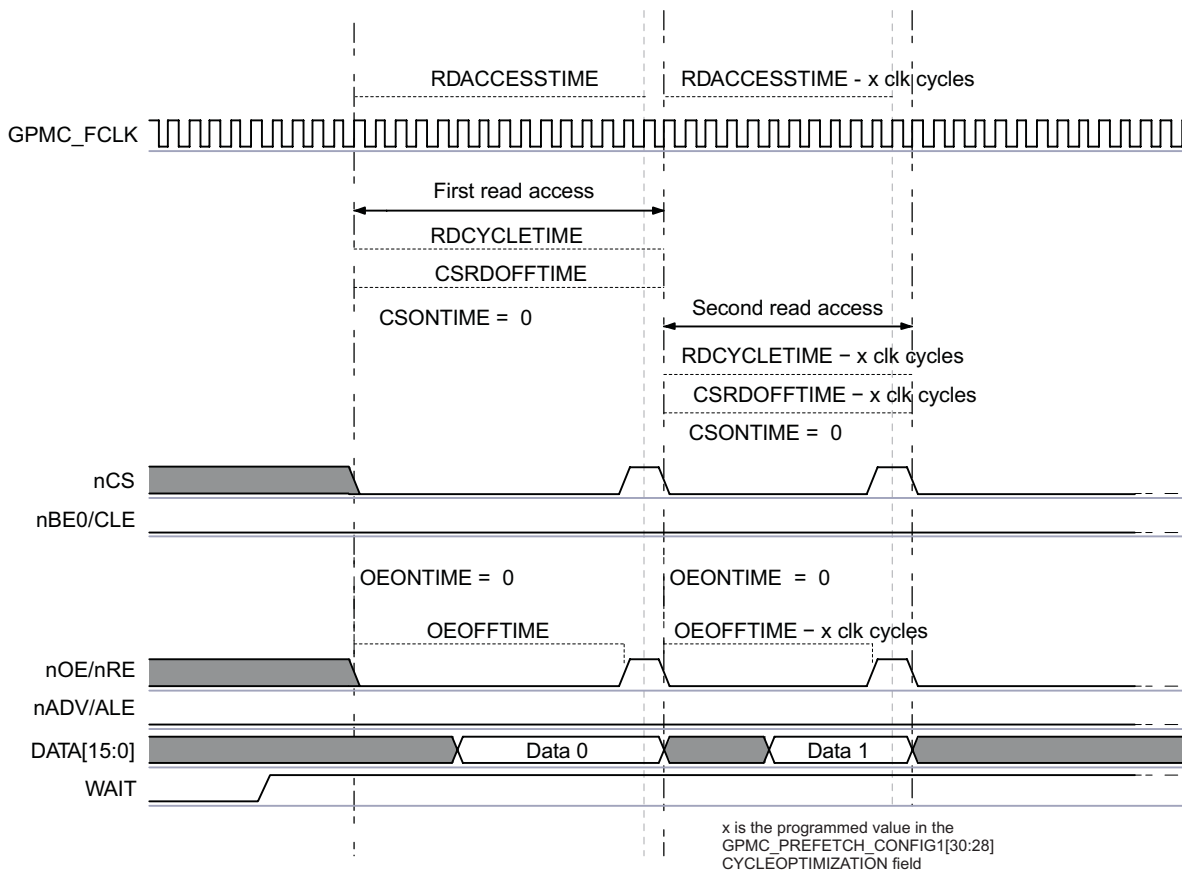 RDACCESSTIME
RDACCESSTIME - x clk cycles
GPMC_FCLK
First read access
RDCYCLETIME
CSRDOFFTIME
CSONTIME = 0
Second read access
RDCYCLETIME − x clk cycles
CSRDOFFTIME − x clk cycles
CSONTIME = 0
nCS
nBE0/CLE
OEONTIME = 0
OEONTIME = 0
OEOFFTIME
OEOFFTIME − x clk cycles
nOE/nRE
nADV/ALE
DATA[15:0]
Data 0
Data 1
WAIT
x is the programmed value in the
GPMC_PREFETCH_CONFIG1[30:28]
CYCLEOPTIMIZATION field